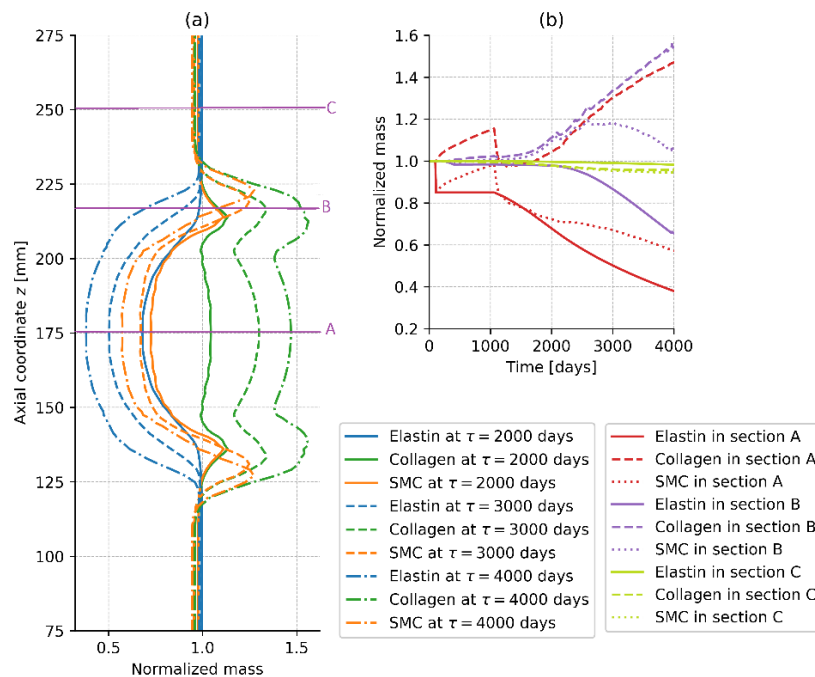 (a)
275
250
225
200
175
150
125
100
75
Axial coordinate z [mm]
C
B
A
0.5
1.0
1.5
Normalized mass
(b)
1.6
1.4
1.2
1.0
0.8
0.6
0.4
0.2
Normalized mass
0
1000
2000
3000
4000
Time [days]
Elastin at τ = 2000 days
Collagen at τ = 2000 days
SMC at τ = 2000 days
Elastin at τ = 3000 days
Collagen at τ = 3000 days
SMC at τ = 3000 days
Elastin at τ = 4000 days
Collagen at τ = 4000 days
SMC at τ = 4000 days
Elastin in section A
Collagen in section A
SMC in section A
Elastin in section B
Collagen in section B
SMC in section B
Elastin in section C
Collagen in section C
SMC in section C